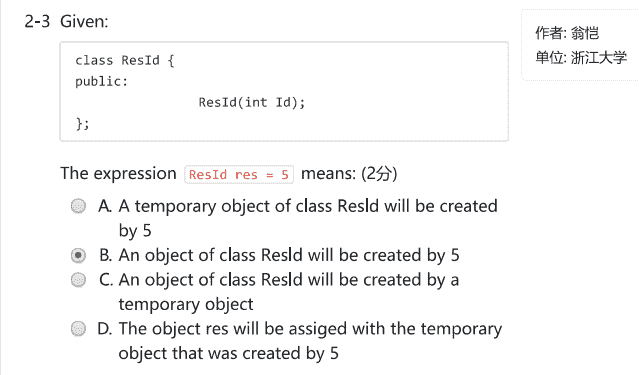 2-3 Given:
作者: 翁恺
单位: 浙江大学
class ResId {
public:
ResId(int Id);
};
The expression ResId res = 5 means: (2分)
A. A temporary object of class ResId will be created
by 5
B. An object of class ResId will be created by 5
C. An object of class ResId will be created by a
temporary object
D. The object res will be assiged with the temporary
object that was created by 5